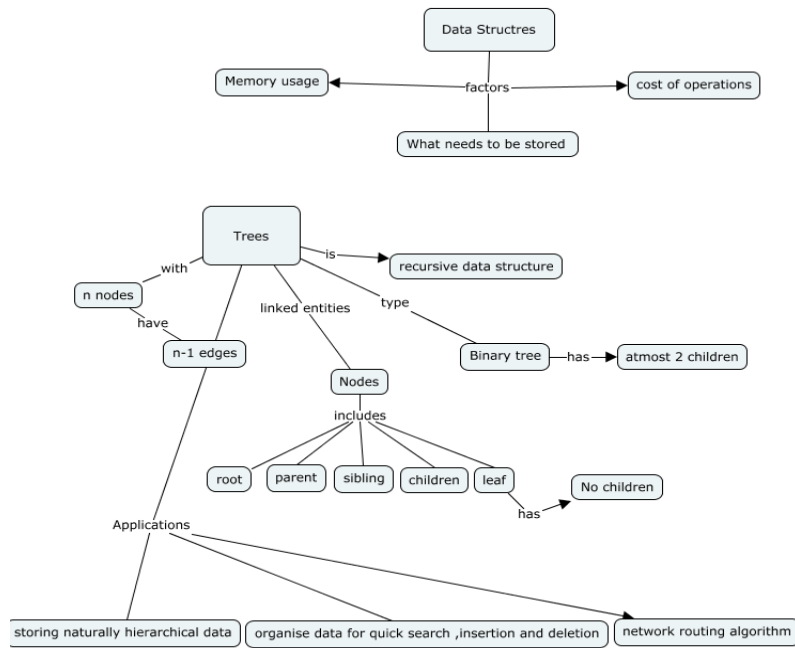 Data Structres
Memory usage
factors
cost of operations
What needs to be stored
Trees
is
recursive data structure
with
n nodes
linked entities
type
have
n-1 edges
Binary tree
has
atmost 2 children
Nodes
includes
root
parent
sibling
children
leaf
No children
has
Applications
storing naturally hierarchical data
organise data for quick search ,insertion and deletion
network routing algorithm